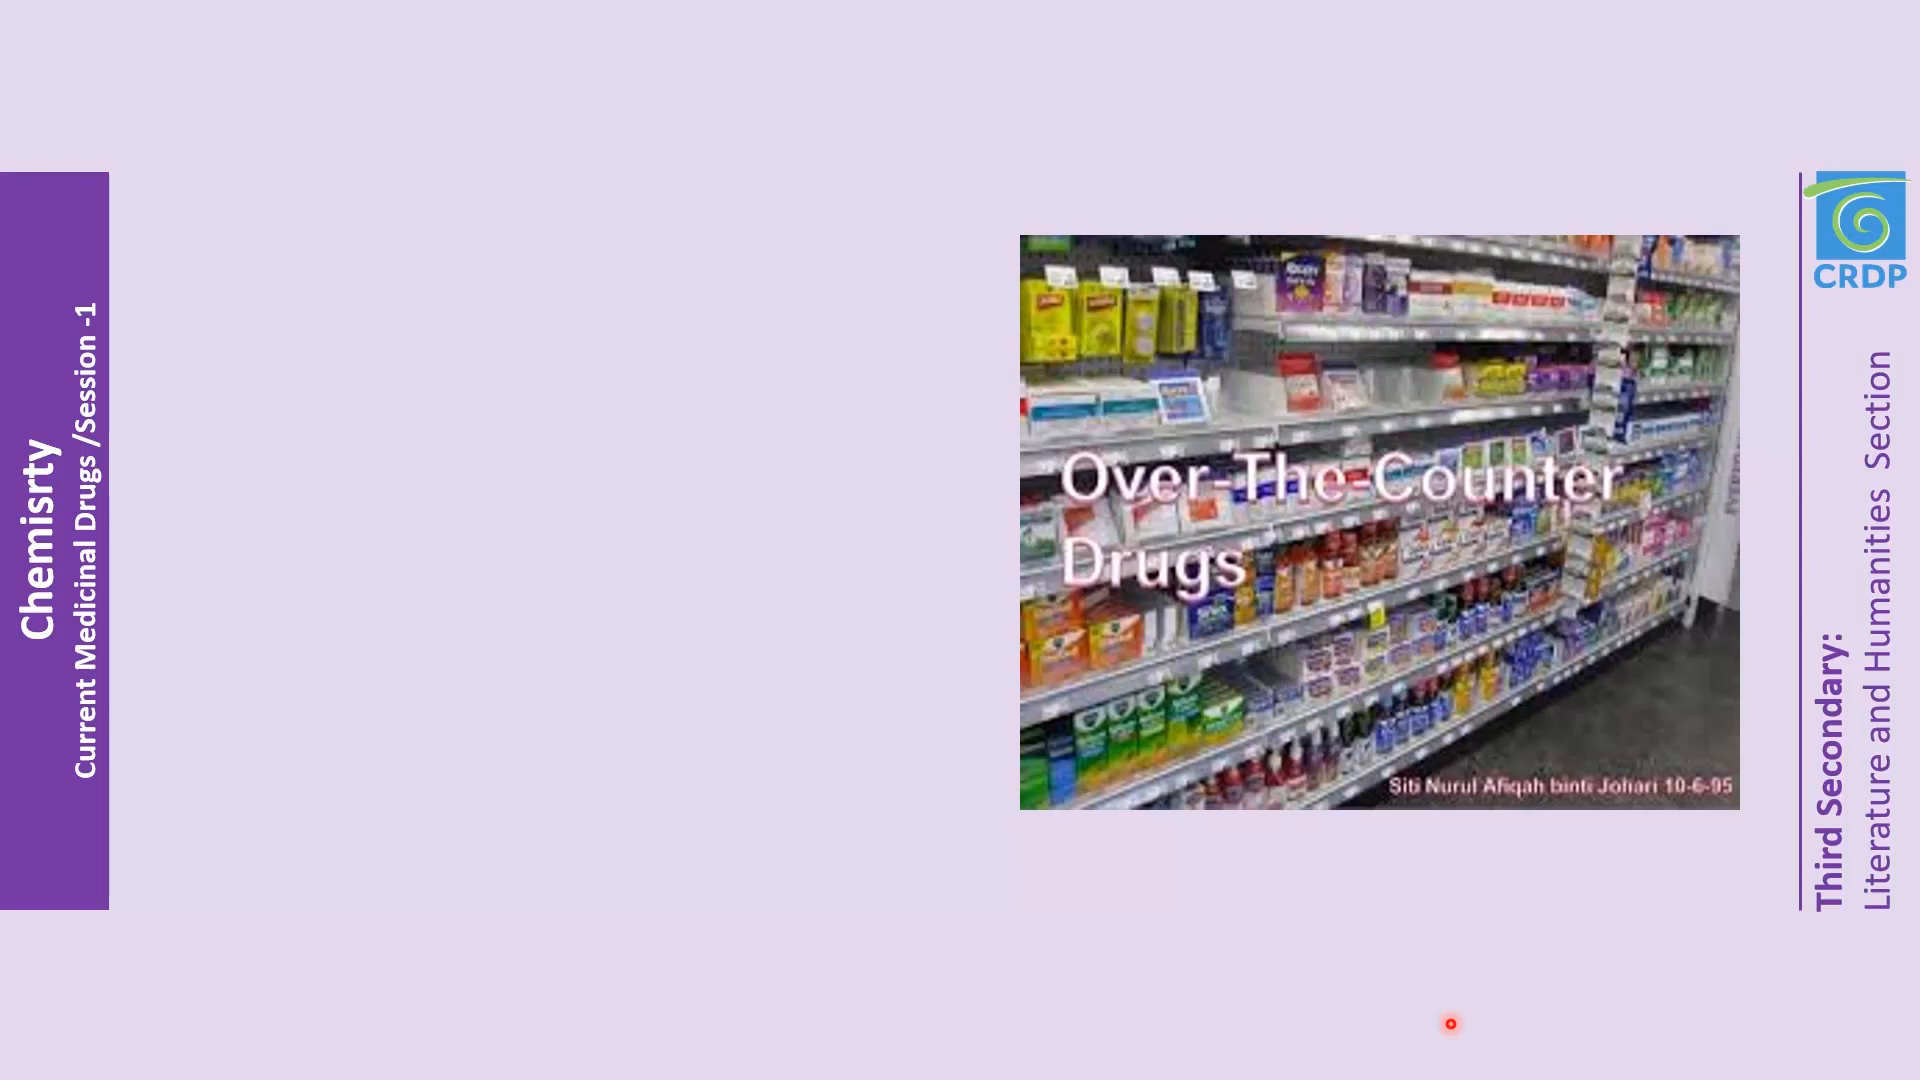 Chemisrty
Current Medicinal Drugs /Session -1
Over-The-Counter
Drugs
Siti Nurul Afiqah binti Johari 10-6-95
CRDP
Third Secondary:
Literature and Humanities Section